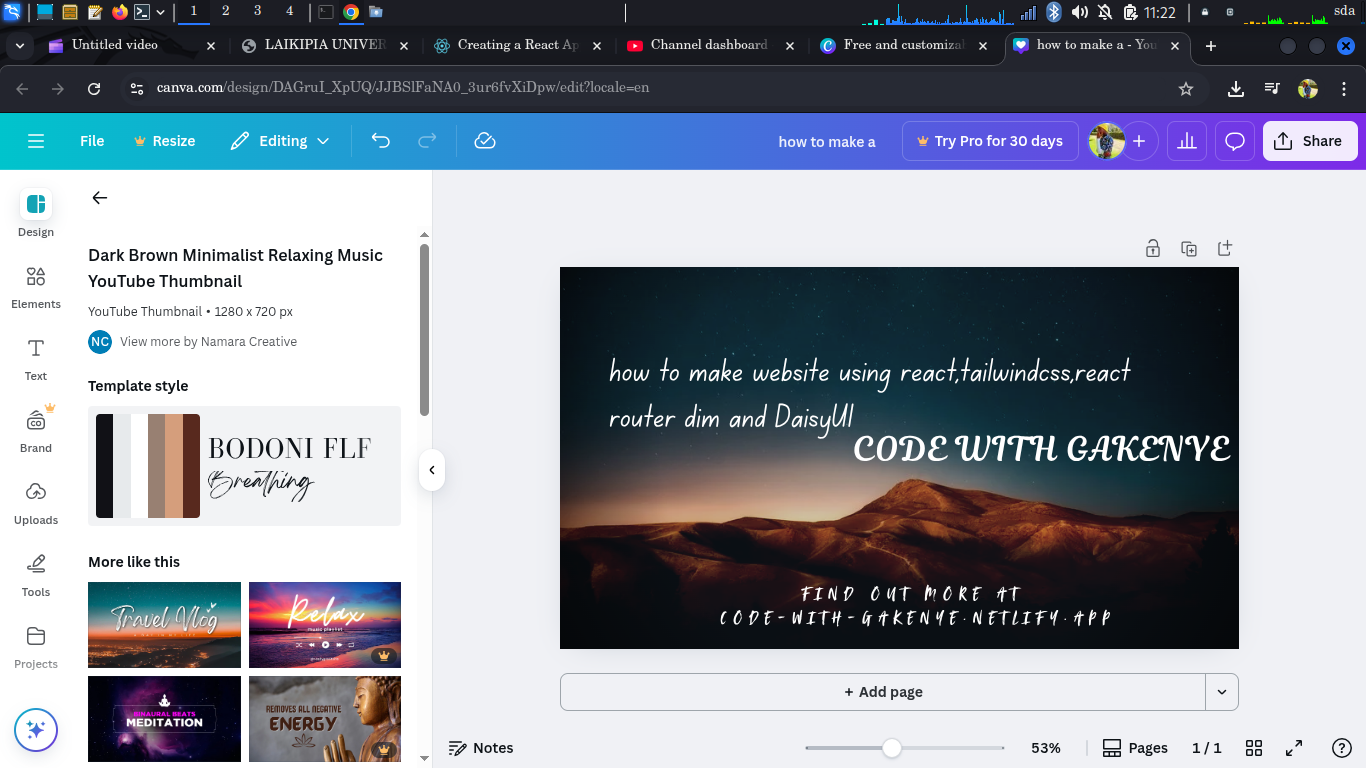 1 2 3 4 11:22 sda
Untitled video LAIKIPIA UNIVER Creating a React Ap Channel dashboard Free and customiza how to make a - You
canva.com/design/DAGruI_XpUQ/JJBSlFaNA0_3ur6fvXiDpw/edit?locale=en
File Resize Editing how to make a Try Pro for 30 days Share
Design
Elements
Text
Brand
Uploads
Tools
Projects
Dark Brown Minimalist Relaxing Music
YouTube Thumbnail
YouTube Thumbnail • 1280 x 720 px
NC View more by Namara Creative
Template style
BODONI FLF
Breathing
More like this
Travel Vlog
Relax
music playlist
BINAURAL BEATS
MEDITATION
REMOVES ALL NEGATIVE
ENERGY
how to make website using react,tailwindcss,react
router dim and DaisyUI
CODE WITH GAKENYE
FIND OUT MORE AT
CODE-WITH-GAKENYE.NETLIFY.APP
+ Add page
Notes 53% Pages 1 / 1